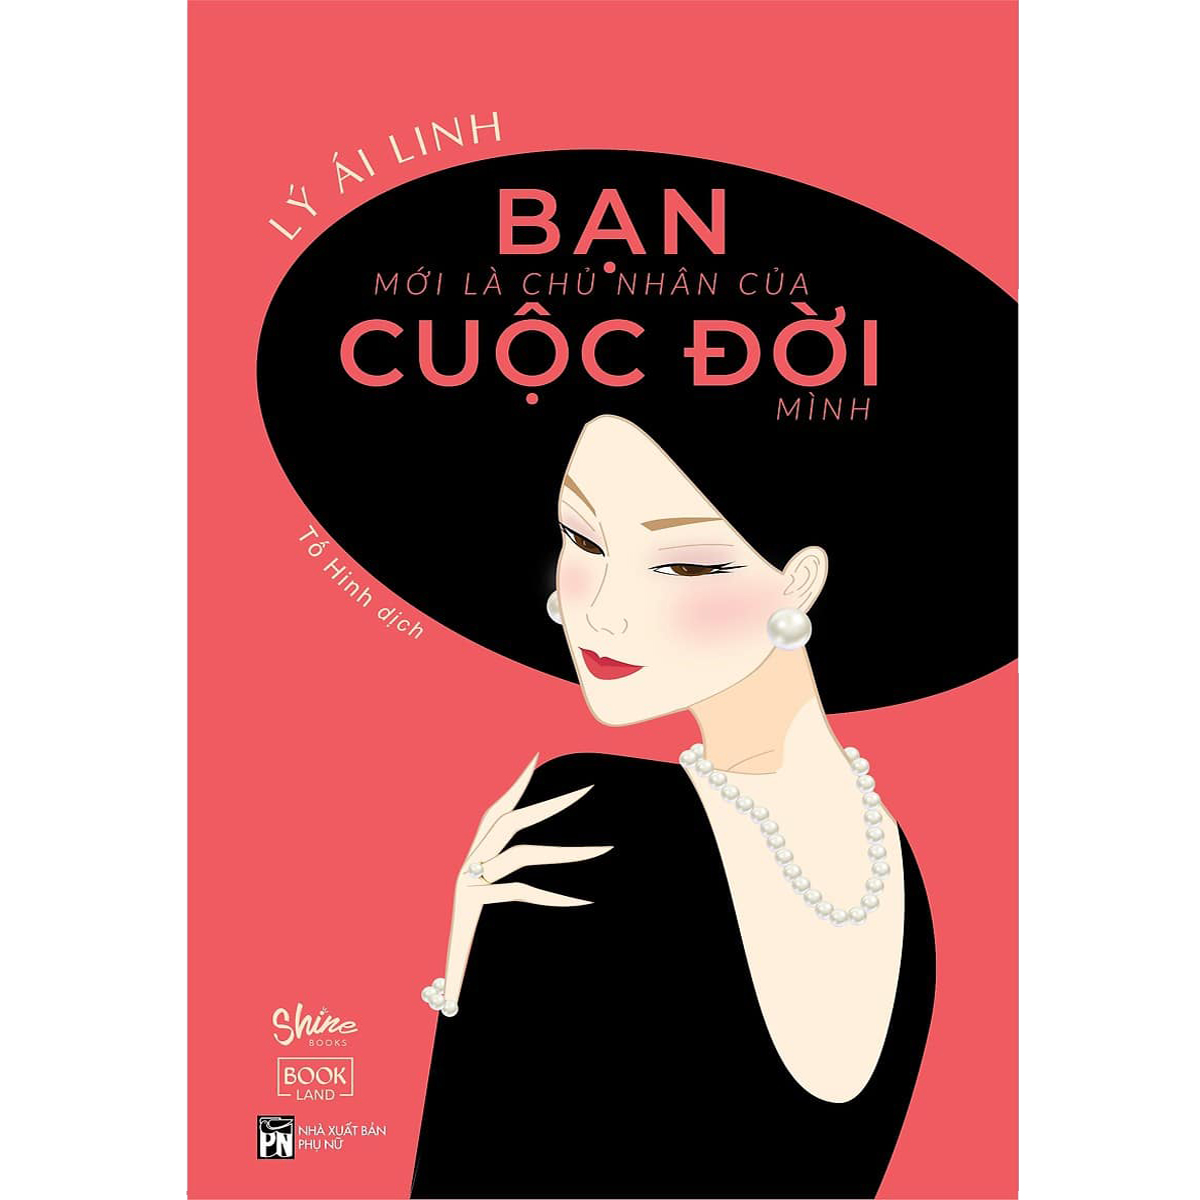 LÝ ÁI LINH
BẠN
MỚI LÀ CHỦ NHÂN CỦA
CUỘC ĐỜI
MÌNH
Tố Hinh dịch
Shine
BOOKS
BOOK
LAND
PN
NHÀ XUẤT BẢN
PHỤ NỮ